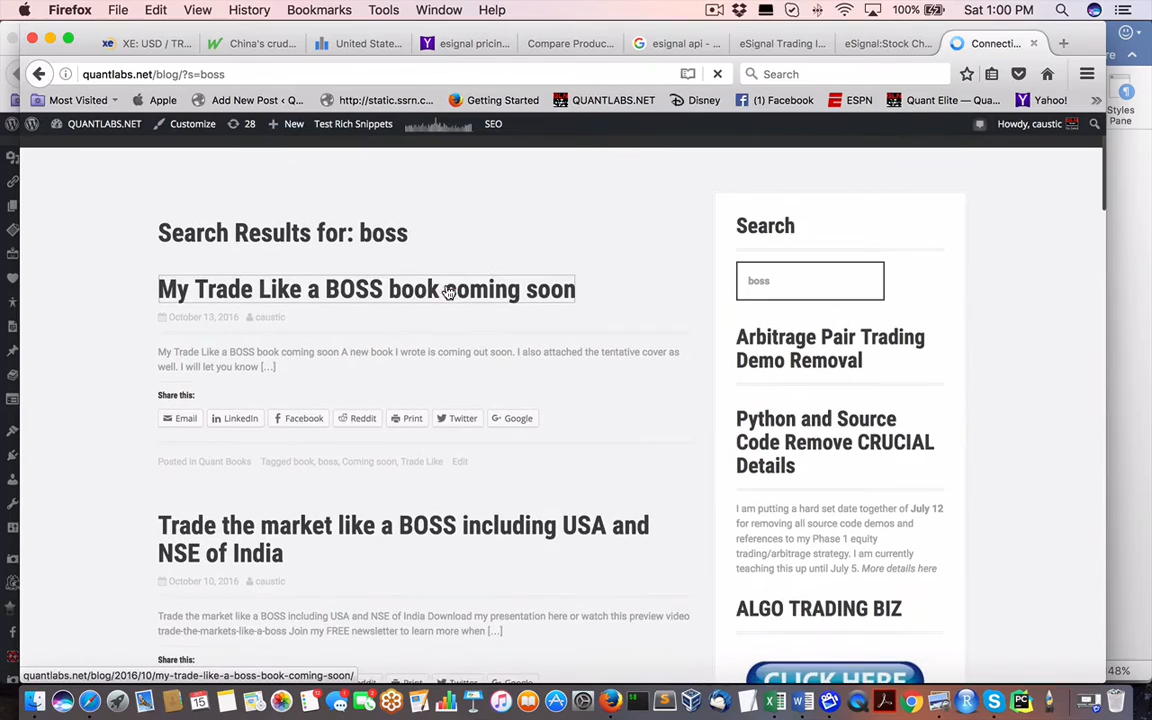 Firefox File Edit View History Bookmarks Tools Window Help 100% Sat 1:00 PM
XE: USD / TR... China's crud... United State... esignal pricin... Compare Produc... esignal api - ... eSignal Trading I... eSignal:Stock Ch... Connecti...
quantlabs.net/blog/?s=boss Search
Most Visited Apple Add New Post ‹ Q... http://static.ssrn.c... Getting Started QUANTLABS.NET Disney (1) Facebook ESPN Quant Elite — Qua... Yahoo!
QUANTLABS.NET Customize 28 New Test Rich Snippets SEO Howdy, caustic
Styles
Pane
Search Results for: boss
My Trade Like a BOSS book coming soon
October 13, 2016 caustic
My Trade Like a BOSS book coming soon A new book I wrote is coming out soon. I also attached the tentative cover as
well. I will let you know [...]
Share this:
Email LinkedIn Facebook Reddit Print Twitter Google
Posted in Quant Books Tagged book, boss, Coming soon, Trade Like Edit
Trade the market like a BOSS including USA and
NSE of India
October 10, 2016 caustic
Trade the market like a BOSS including USA and NSE of India Download my presentation here or watch this preview video
trade-the-markets-like-a-boss Join my FREE newsletter to learn more when [...]
Share this:
Search
boss
Arbitrage Pair Trading
Demo Removal
Python and Source
Code Remove CRUCIAL
Details
I am putting a hard set date together of July 12
for removing all source code demos and
references to my Phase 1 equity
trading/arbitrage strategy. I am currently
teaching this up until July 5. More details here
ALGO TRADING BIZ
CLICK HERE
quantlabs.net/blog/2016/10/my-trade-like-a-boss-book-coming-soon/
48%